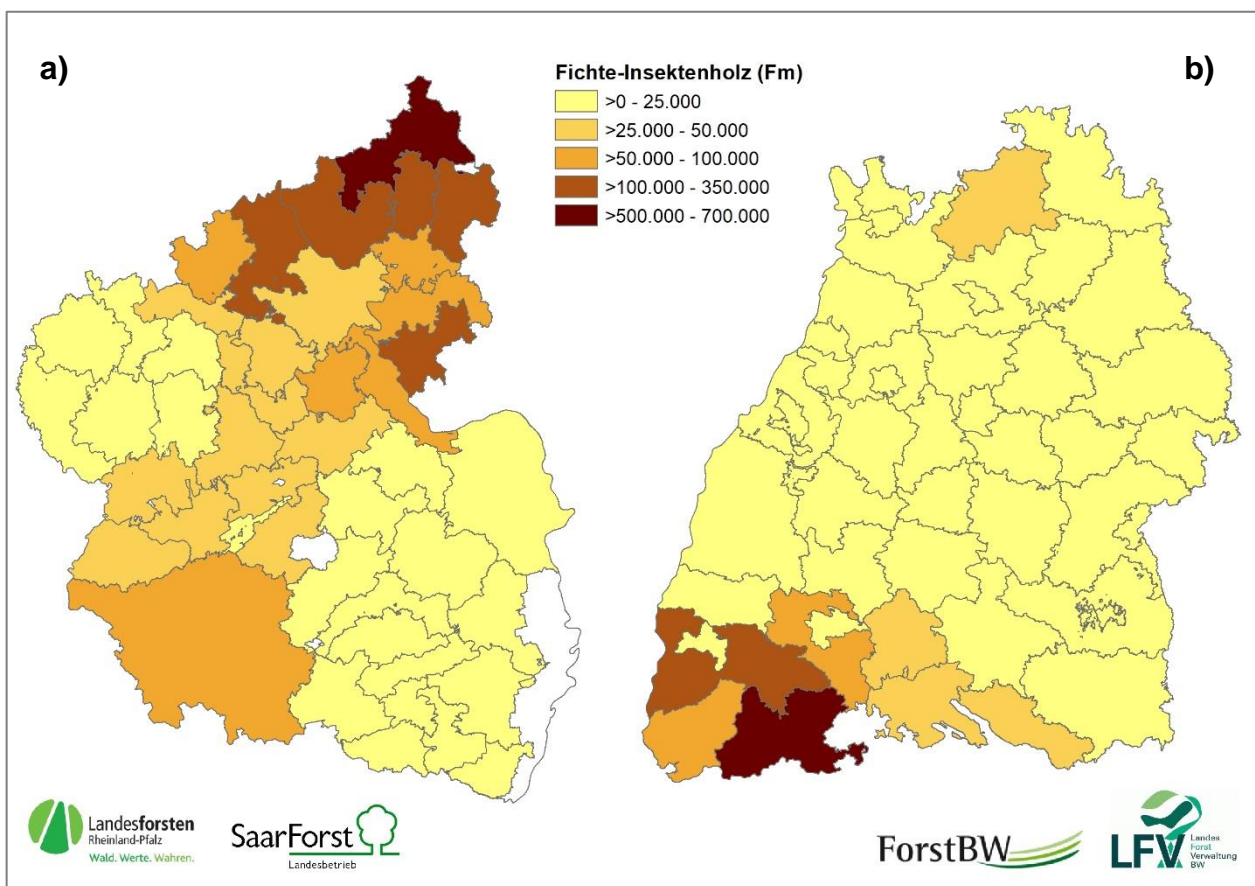 a)
Fichte-Insektenholz (Fm)
>0 - 25.000
>25.000 - 50.000
>50.000 - 100.000
>100.000 - 350.000
>500.000 - 700.000
b)
Landesforsten
Rheinland-Pfalz
Wald. Werte. Wahren.
SaarForst
Landesbetrieb
ForstBW
LFV
Landes
Forst
Verwaltung
BW